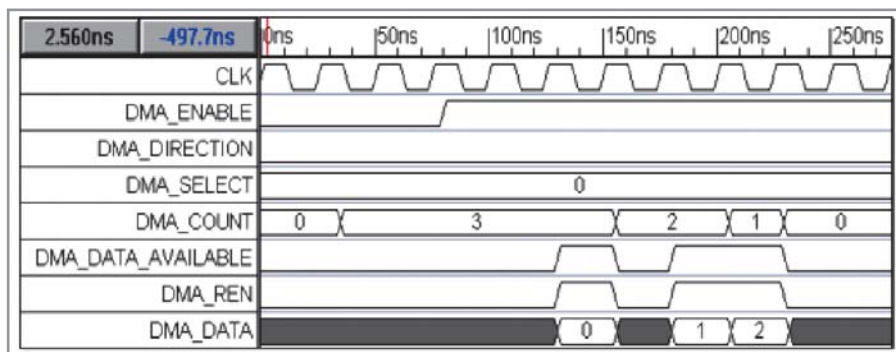 2.560ns -497.7ns 0ns 50ns 100ns 150ns 200ns 250ns
CLK
DMA_ENABLE
DMA_DIRECTION
DMA_SELECT 0
DMA_COUNT 0 3 2 1 0
DMA_DATA_AVAILABLE
DMA_REN
DMA_DATA 0 1 2